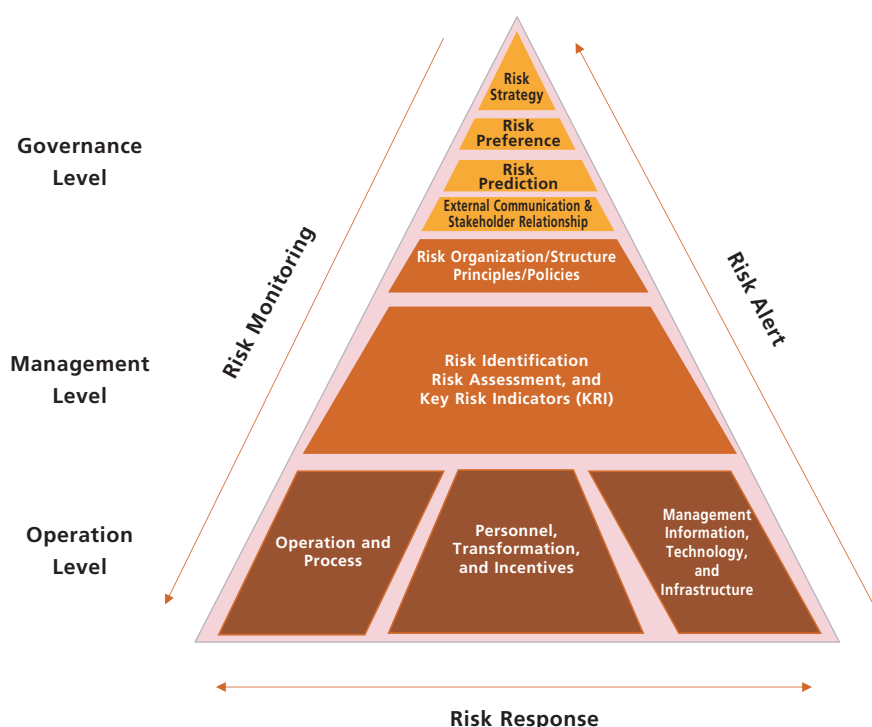 Risk
Strategy
Governance
Level
Risk
Preference
Risk
Prediction
External Communication &
Stakeholder Relationship
Risk Organization/Structure
Principles/Policies
Risk Monitoring
Risk Alert
Management
Level
Risk Identification
Risk Assessment, and
Key Risk Indicators (KRI)
Operation
Level
Operation and
Process
Personnel,
Transformation,
and Incentives
Management
Information,
Technology,
and
Infrastructure
Risk Response